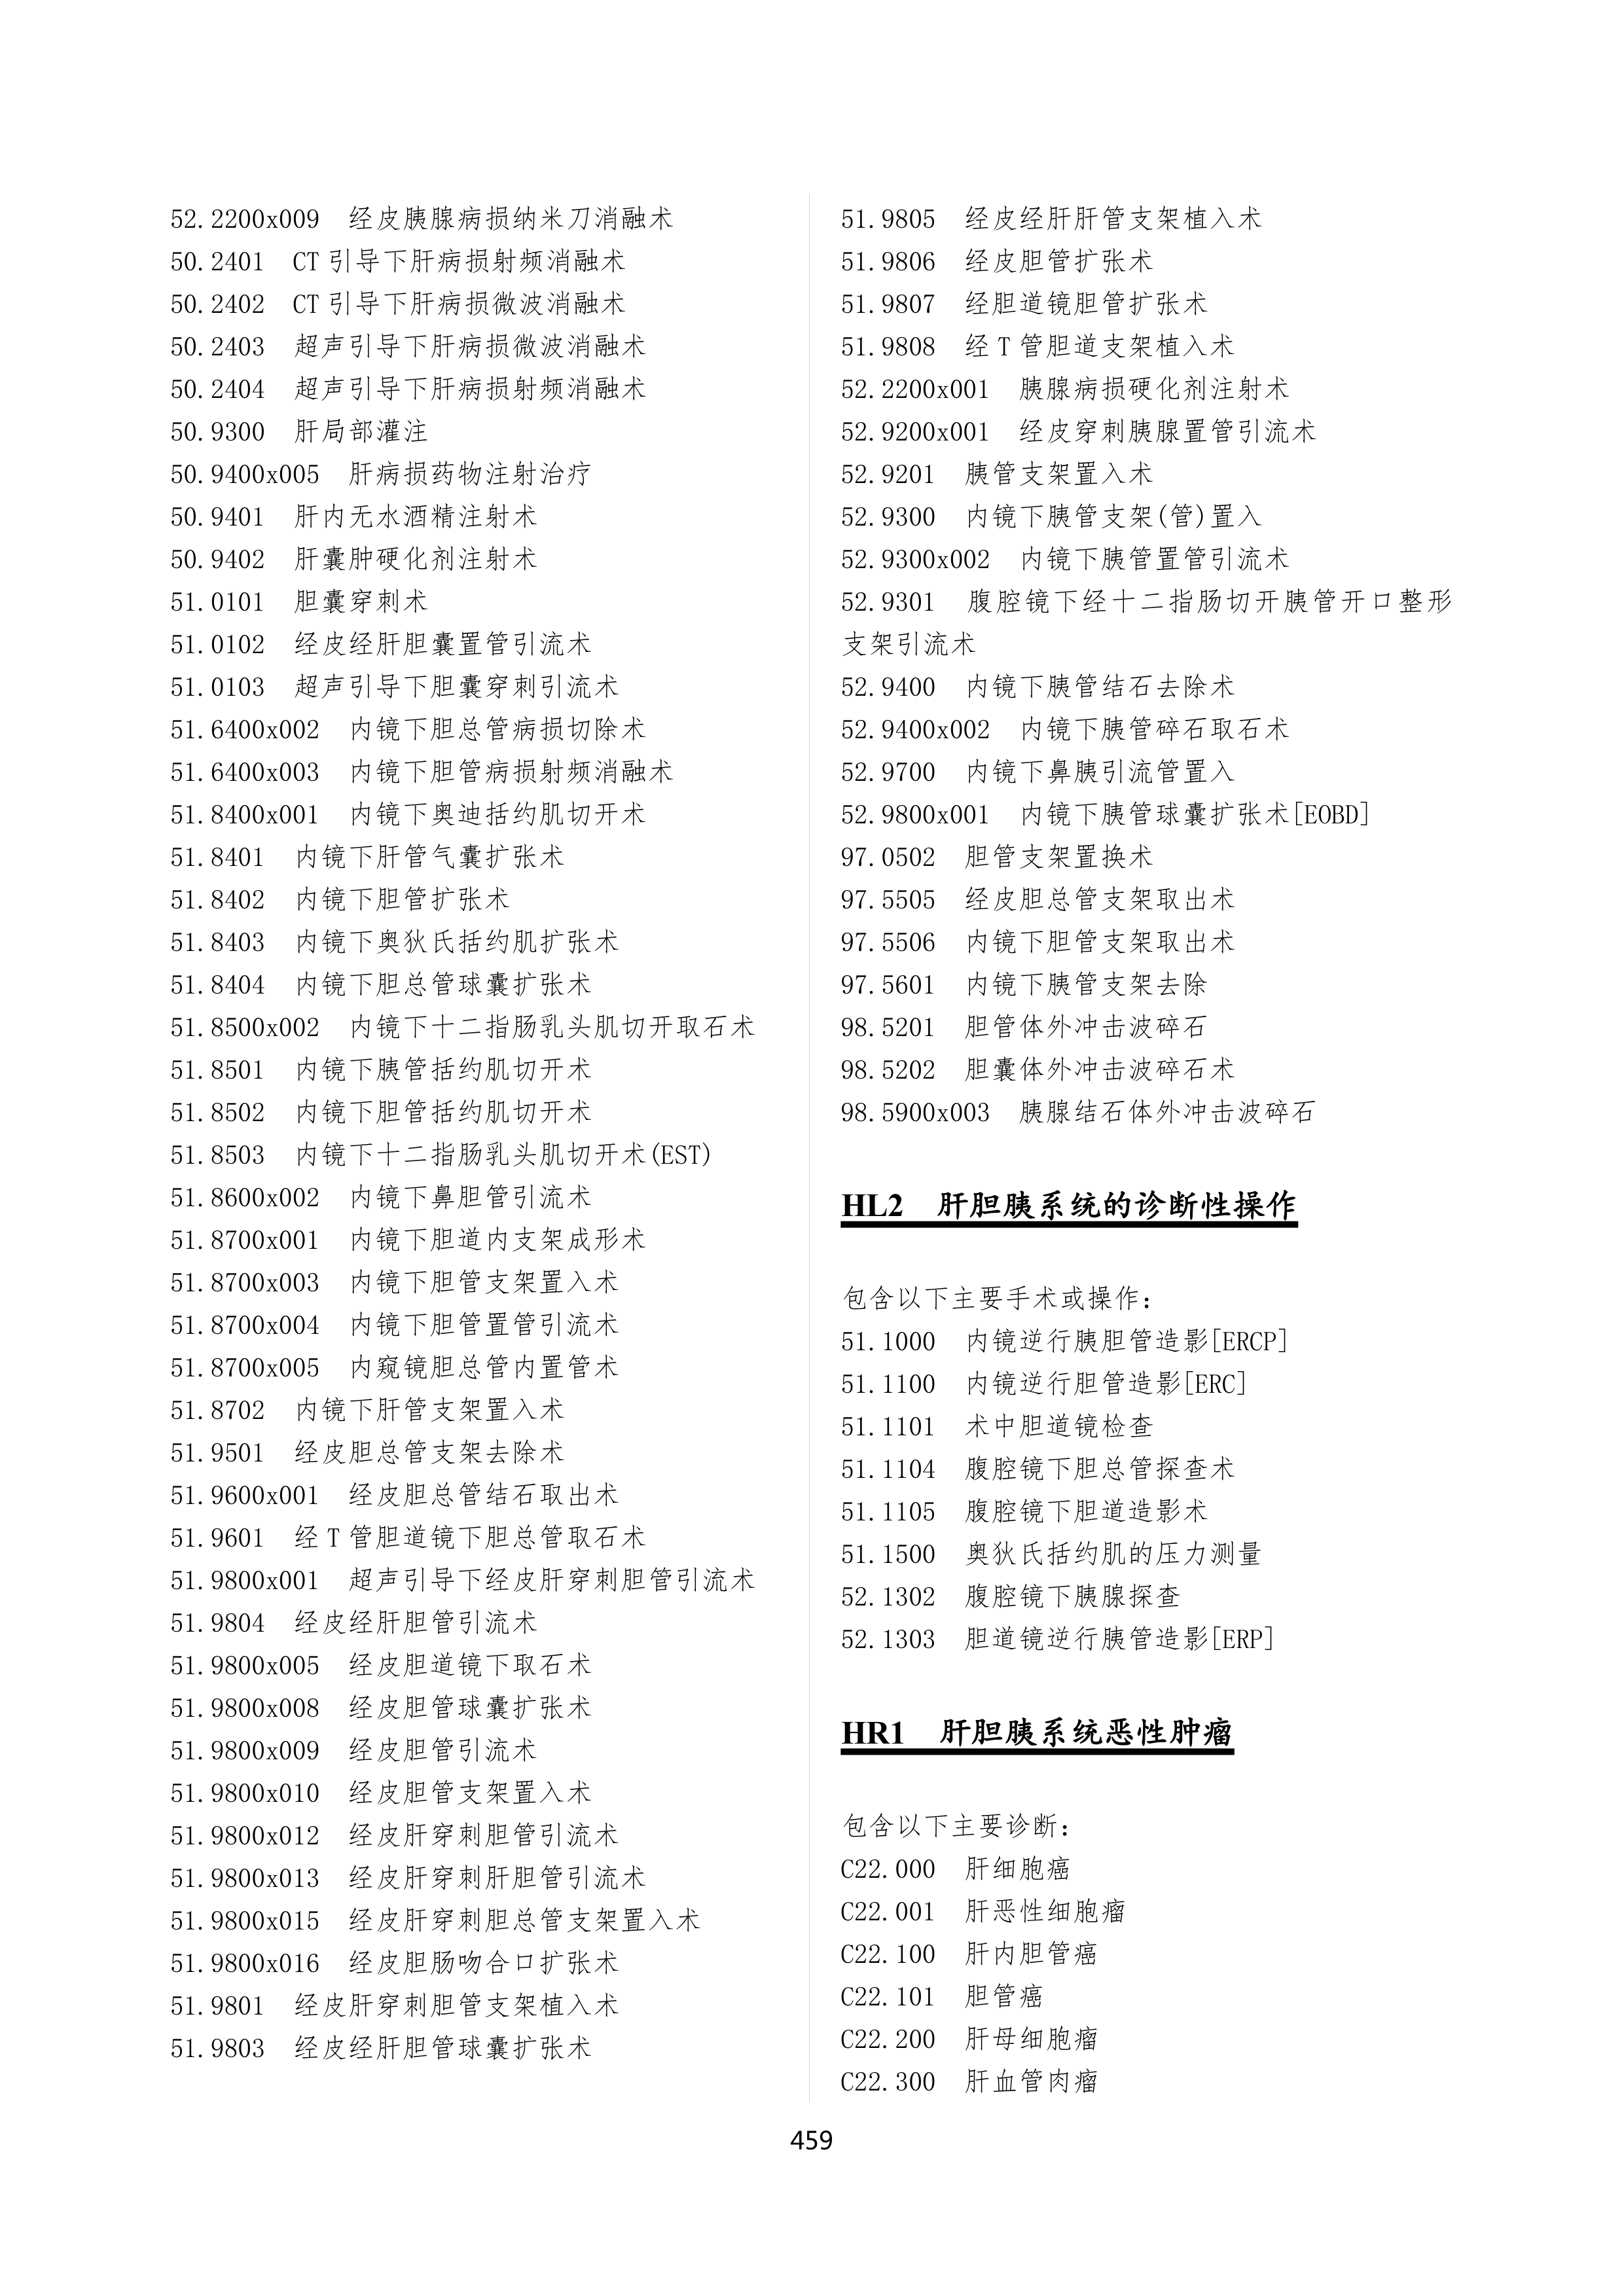 52.2200x009 经皮胰腺病损纳米刀消融术
50.2401 CT 引导下肝病损射频消融术
50.2402 CT 引导下肝病损微波消融术
50.2403 超声引导下肝病损微波消融术
50.2404 超声引导下肝病损射频消融术
50.9300 肝局部灌注
50.9400x005 肝病损药物注射治疗
50.9401 肝内无水酒精注射术
50.9402 肝囊肿硬化剂注射术
51.0101 胆囊穿刺术
51.0102 经皮经肝胆囊置管引流术
51.0103 超声引导下胆囊穿刺引流术
51.6400x002 内镜下胆总管病损切除术
51.6400x003 内镜下胆管病损射频消融术
51.8400x001 内镜下奥迪括约肌切开术
51.8401 内镜下肝管气囊扩张术
51.8402 内镜下胆管扩张术
51.8403 内镜下奥狄氏括约肌扩张术
51.8404 内镜下胆总管球囊扩张术
51.8500x002 内镜下十二指肠乳头肌切开取石术
51.8501 内镜下胰管括约肌切开术
51.8502 内镜下胆管括约肌切开术
51.8503 内镜下十二指肠乳头肌切开术(EST)
51.8600x002 内镜下鼻胆管引流术
51.8700x001 内镜下胆道内支架成形术
51.8700x003 内镜下胆管支架置入术
51.8700x004 内镜下胆管置管引流术
51.8700x005 内窥镜胆总管内置管术
51.8702 内镜下肝管支架置入术
51.9501 经皮胆总管支架去除术
51.9600x001 经皮胆总管结石取出术
51.9601 经 T 管胆道镜下胆总管取石术
51.9800x001 超声引导下经皮肝穿刺胆管引流术
51.9804 经皮经肝胆管引流术
51.9800x005 经皮胆道镜下取石术
51.9800x008 经皮胆管球囊扩张术
51.9800x009 经皮胆管引流术
51.9800x010 经皮胆管支架置入术
51.9800x012 经皮肝穿刺胆管引流术
51.9800x013 经皮肝穿刺肝胆管引流术
51.9800x015 经皮肝穿刺胆总管支架置入术
51.9800x016 经皮胆肠吻合口扩张术
51.9801 经皮肝穿刺胆管支架植入术
51.9803 经皮经肝胆管球囊扩张术
51.9805 经皮经肝肝管支架植入术
51.9806 经皮胆管扩张术
51.9807 经胆道镜胆管扩张术
51.9808 经 T 管胆道支架植入术
52.2200x001 胰腺病损硬化剂注射术
52.9200x001 经皮穿刺胰腺置管引流术
52.9201 胰管支架置入术
52.9300 内镜下胰管支架(管)置入
52.9300x002 内镜下胰管置管引流术
52.9301 腹腔镜下经十二指肠切开胰管开口整形
支架引流术
52.9400 内镜下胰管结石去除术
52.9400x002 内镜下胰管碎石取石术
52.9700 内镜下鼻胰引流管置入
52.9800x001 内镜下胰管球囊扩张术[EOBD]
97.0502 胆管支架置换术
97.5505 经皮胆总管支架取出术
97.5506 内镜下胆管支架取出术
97.5601 内镜下胰管支架去除
98.5201 胆管体外冲击波碎石
98.5202 胆囊体外冲击波碎石术
98.5900x003 胰腺结石体外冲击波碎石
HL2 肝胆胰系统的诊断性操作
包含以下主要手术或操作:
51.1000 内镜逆行胰胆管造影[ERCP]
51.1100 内镜逆行胆管造影[ERC]
51.1101 术中胆道镜检查
51.1104 腹腔镜下胆总管探查术
51.1105 腹腔镜下胆道造影术
51.1500 奥狄氏括约肌的压力测量
52.1302 腹腔镜下胰腺探查
52.1303 胆道镜逆行胰管造影[ERP]
HR1 肝胆胰系统恶性肿瘤
包含以下主要诊断:
C22.000 肝细胞癌
C22.001 肝恶性细胞瘤
C22.100 肝内胆管癌
C22.101 胆管癌
C22.200 肝母细胞瘤
C22.300 肝血管肉瘤
459